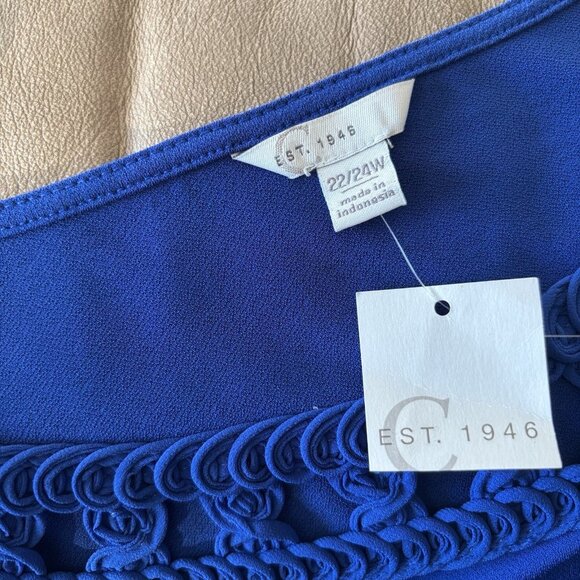 C
EST. 1946
22/24W
made in
indonesia
C
EST. 1946